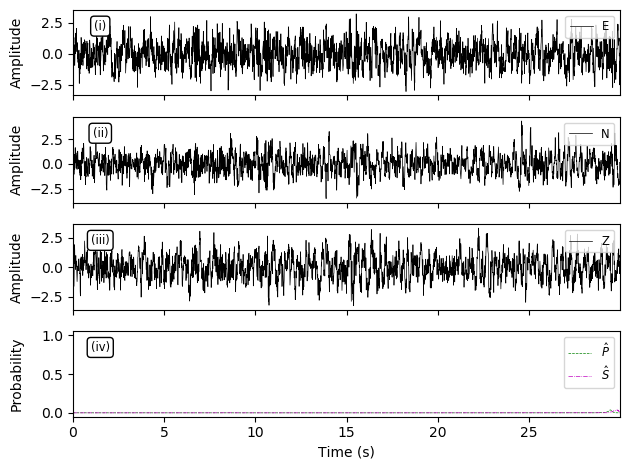 (i)
E
Amplitude
2.5
0.0
−2.5
(ii)
N
Amplitude
2.5
0.0
−2.5
(iii)
Z
Amplitude
2.5
0.0
−2.5
(iv)
P̂
Ŝ
Probability
1.0
0.5
0.0
0 5 10 15 20 25
Time (s)